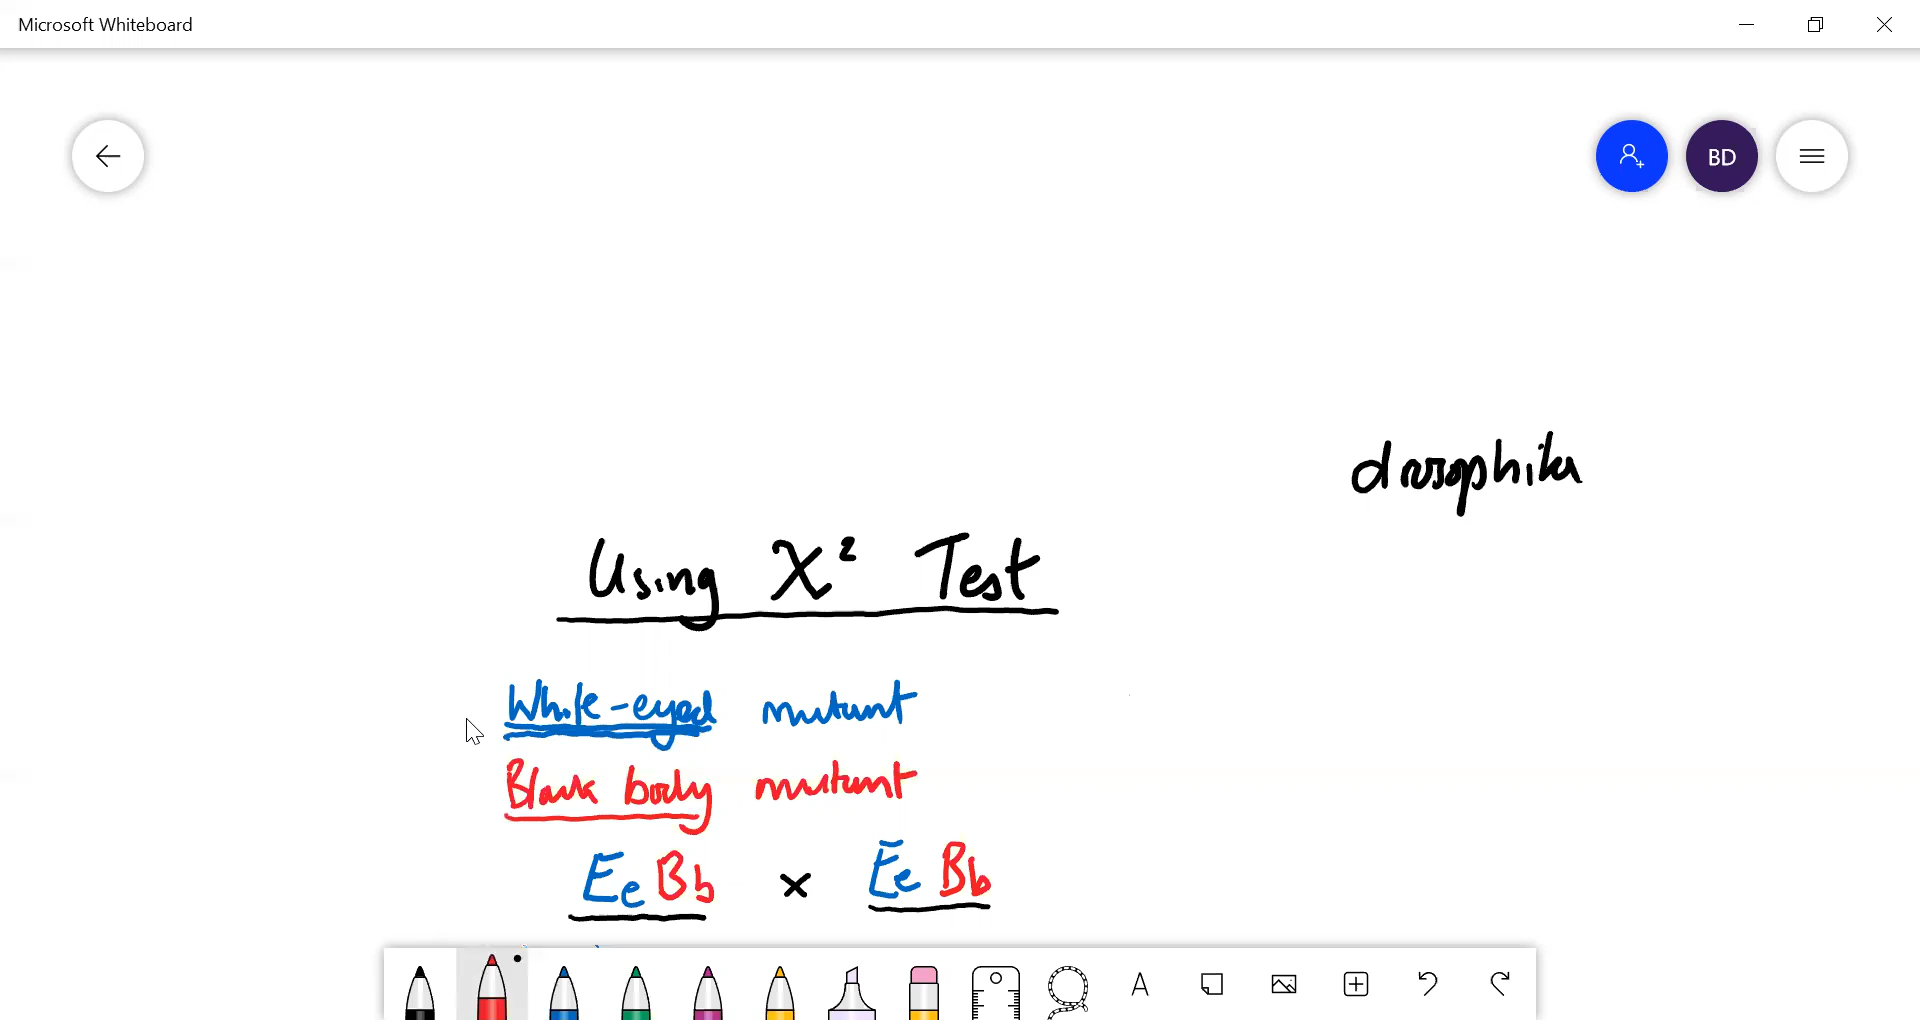 Microsoft Whiteboard
BD
drosophila
Using X² Test
White-eyed mutant
Black body mutant
Ee Bb × Ee Bb
A